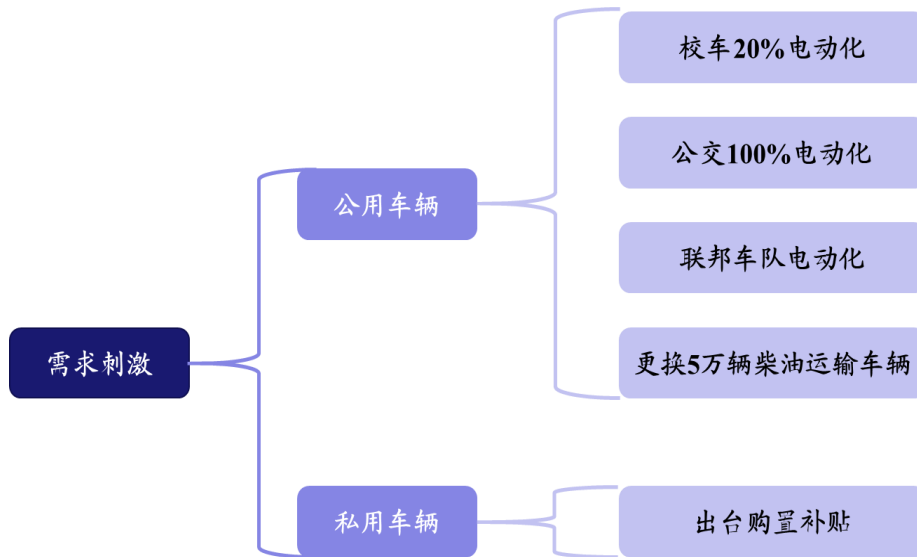 需求刺激
公用车辆
校车20%电动化
公交100%电动化
联邦车队电动化
更换5万辆柴油运输车辆
私用车辆
出台购置补贴